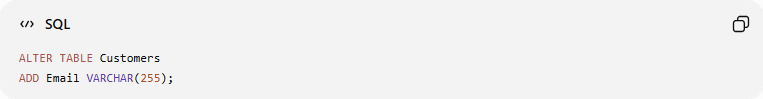 SQL
ALTER TABLE Customers
ADD Email VARCHAR(255);